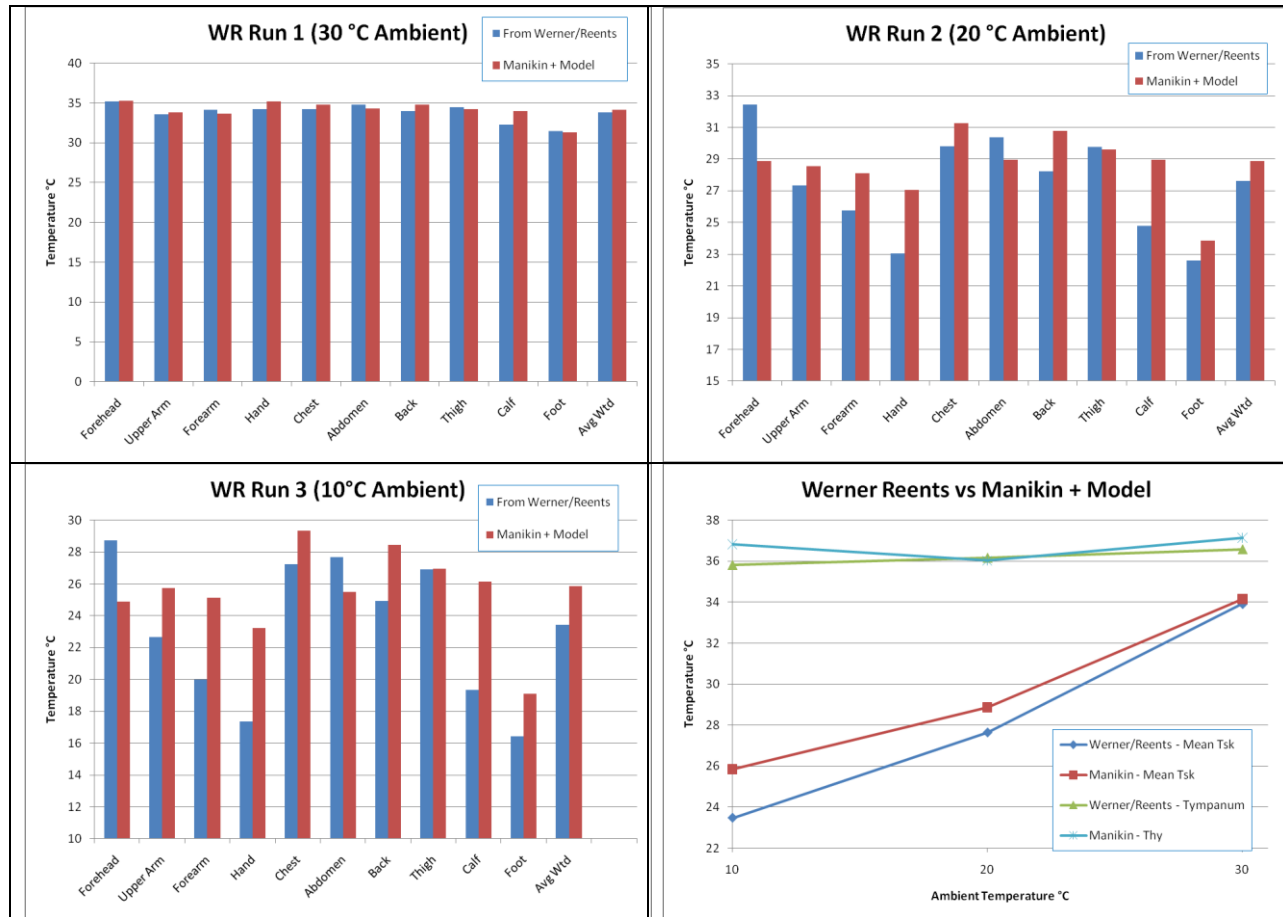 WR Run 1 (30 °C Ambient)
From Werner/Reents
Manikin + Model
Temperature °C
40
35
30
25
20
15
10
5
0
Forehead
Upper Arm
Forearm
Hand
Chest
Abdomen
Back
Thigh
Calf
Foot
Avg Wtd
WR Run 2 (20 °C Ambient)
From Werner/Reents
Manikin + Model
Temperature °C
35
33
31
29
27
25
23
21
19
17
15
Forehead
Upper Arm
Forearm
Hand
Chest
Abdomen
Back
Thigh
Calf
Foot
Avg Wtd
WR Run 3 (10°C Ambient)
From Werner/Reents
Manikin + Model
Temperature °C
30
28
26
24
22
20
18
16
14
12
10
Forehead
Upper Arm
Forearm
Hand
Chest
Abdomen
Back
Thigh
Calf
Foot
Avg Wtd
Werner Reents vs Manikin + Model
Temperature °C
38
36
34
32
30
28
26
24
22
Werner/Reents - Mean Tsk
Manikin - Mean Tsk
Werner/Reents - Tympanum
Manikin - Thy
10
20
30
Ambient Temperature °C